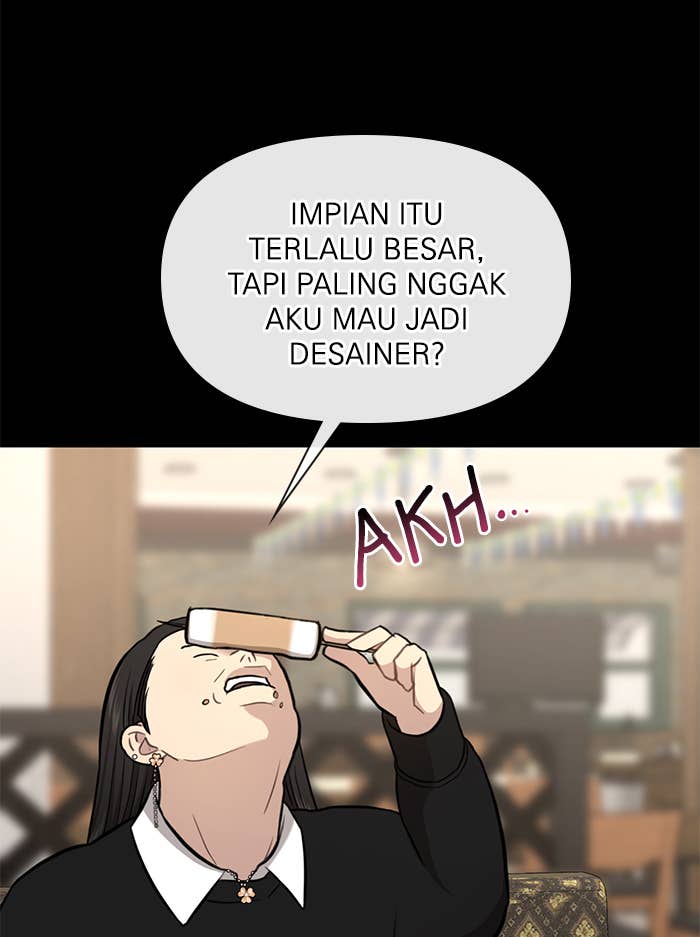 IMPIAN ITU
TERLALU BESAR,
TAPI PALING NGGAK
AKU MAU JADI
DESAINER?
AKH...